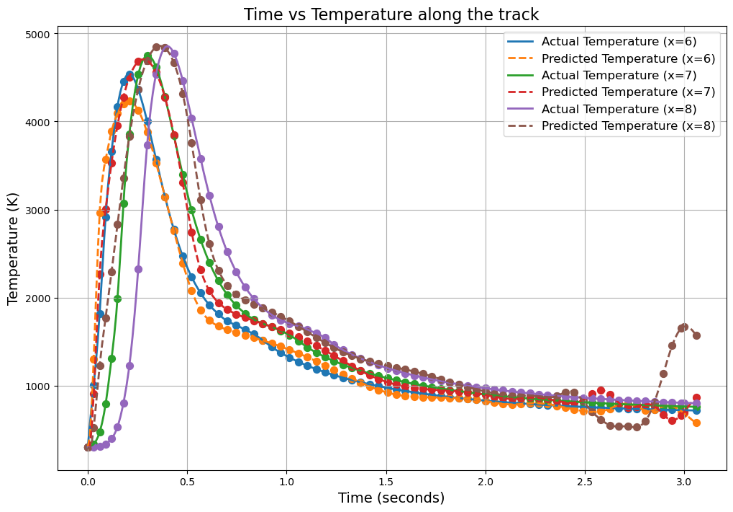 Time vs Temperature along the track
Actual Temperature (x=6)
Predicted Temperature (x=6)
Actual Temperature (x=7)
Predicted Temperature (x=7)
Actual Temperature (x=8)
Predicted Temperature (x=8)
Temperature (K)
5000
4000
3000
2000
1000
0.0 0.5 1.0 1.5 2.0 2.5 3.0
Time (seconds)